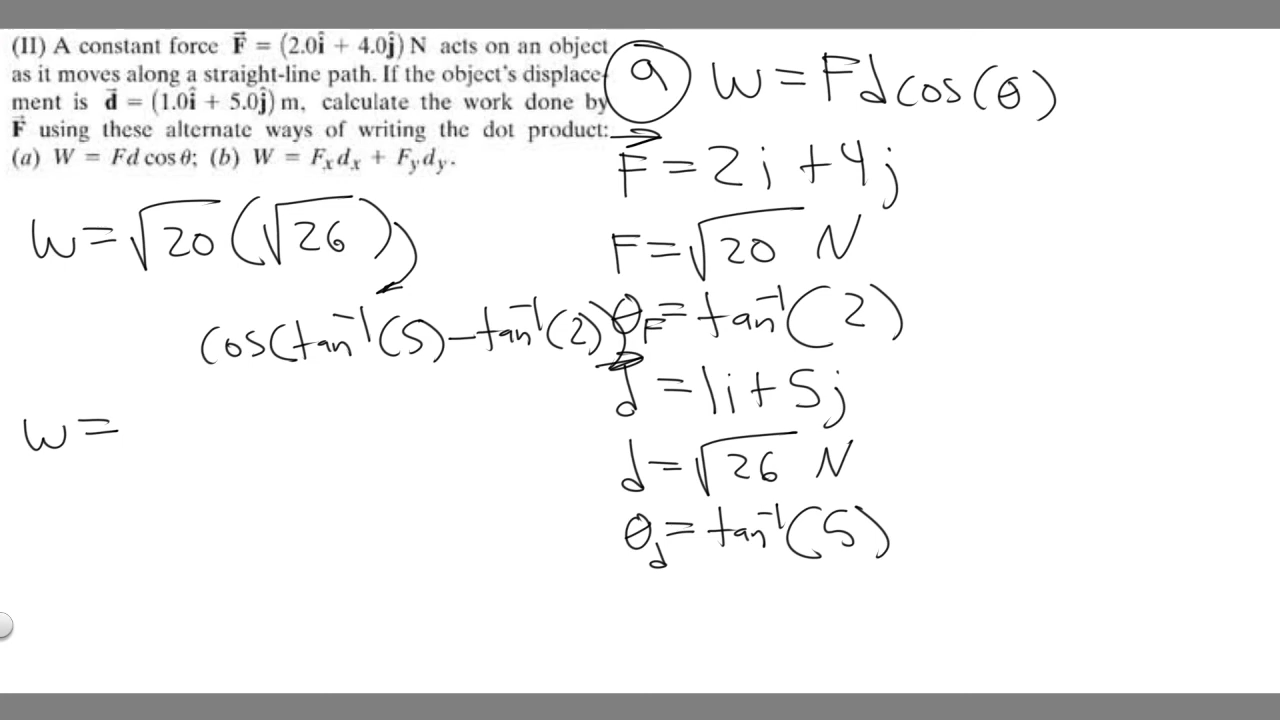 (II) A constant force F⃗ = (2.0î + 4.0ĵ) N acts on an object
as it moves along a straight-line path. If the object's displace-
ment is d⃗ = (1.0î + 5.0ĵ) m, calculate the work done by
F⃗ using these alternate ways of writing the dot product:
(a) W = Fd cos θ; (b) W = Fₓdₓ + Fᵧdᵧ.
W = √20 (√26)
cos(tan⁻¹(5) − tan⁻¹(2))
W =
a W = Fd cos(θ)
F⃗ = 2i + 4j
F = √20 N
θ_F = tan⁻¹(2)
d⃗ = 1i + 5j
d = √26 N
θ_d = tan⁻¹(5)